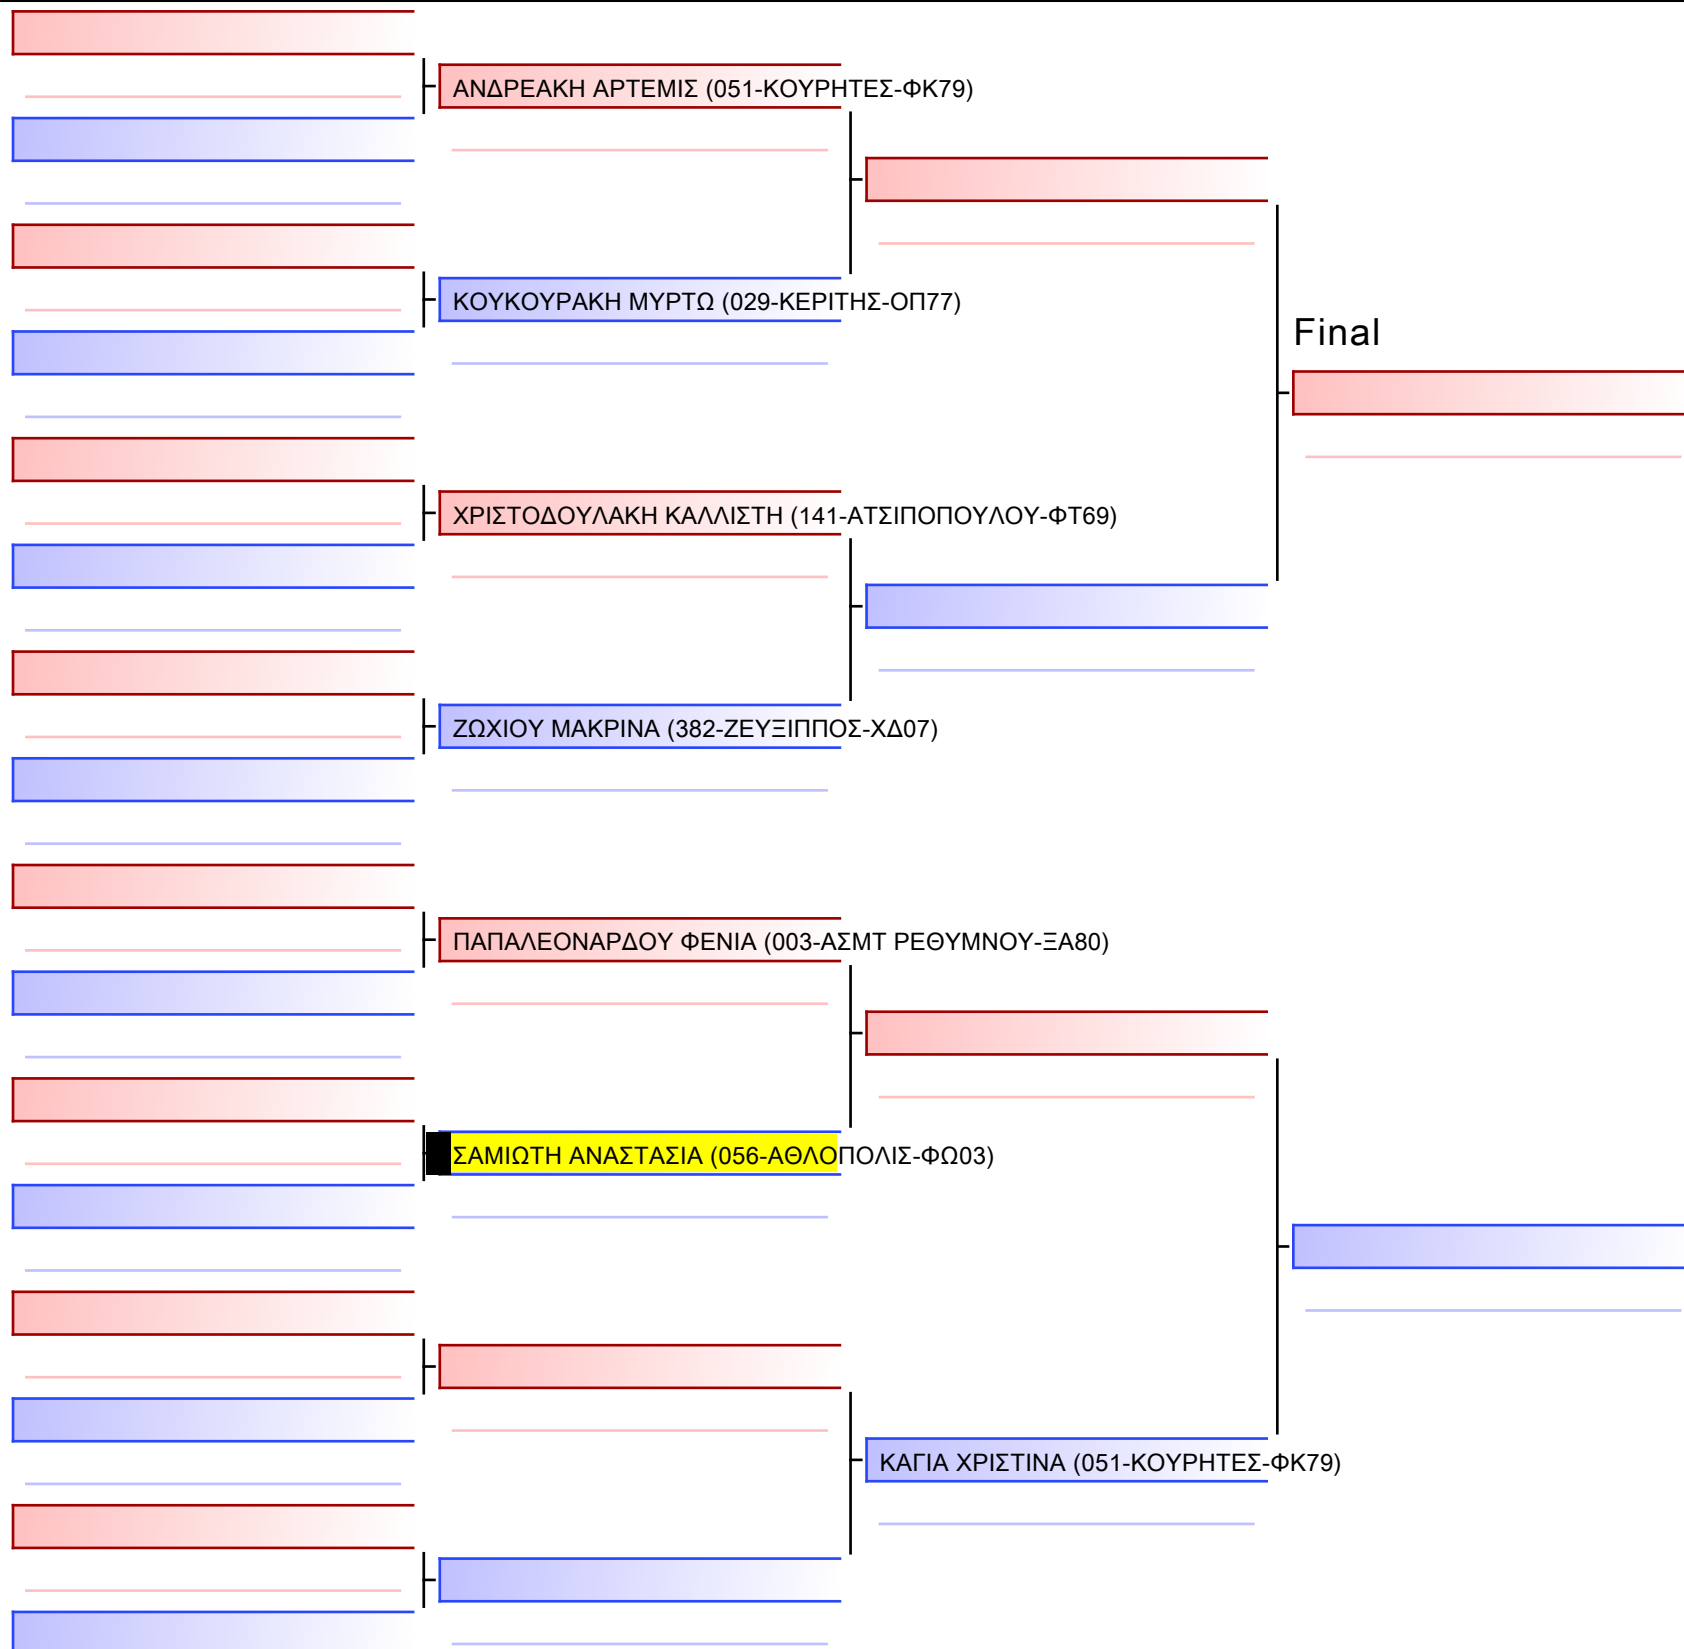 ΑΝΔΡΕΑΚΗ ΑΡΤΕΜΙΣ (051-ΚΟΥΡΗΤΕΣ-ΦΚ79)
ΚΟΥΚΟΥΡΑΚΗ ΜΥΡΤΩ (029-ΚΕΡΙΤΗΣ-ΟΠ77)
Final
ΧΡΙΣΤΟΔΟΥΛΑΚΗ ΚΑΛΛΙΣΤΗ (141-ΑΤΣΙΠΟΠΟΥΛΟΥ-ΦΤ69)
ΖΩΧΙΟΥ ΜΑΚΡΙΝΑ (382-ΖΕΥΞΙΠΠΟΣ-ΧΔ07)
ΠΑΠΑΛΕΟΝΑΡΔΟΥ ΦΕΝΙΑ (003-ΑΣΜΤ ΡΕΘΥΜΝΟΥ-ΞΑ80)
ΣΑΜΙΩΤΗ ΑΝΑΣΤΑΣΙΑ (056-ΑΘΛΟΠΟΛΙΣ-ΦΩ03)
ΚΑΓΙΑ ΧΡΙΣΤΙΝΑ (051-ΚΟΥΡΗΤΕΣ-ΦΚ79)